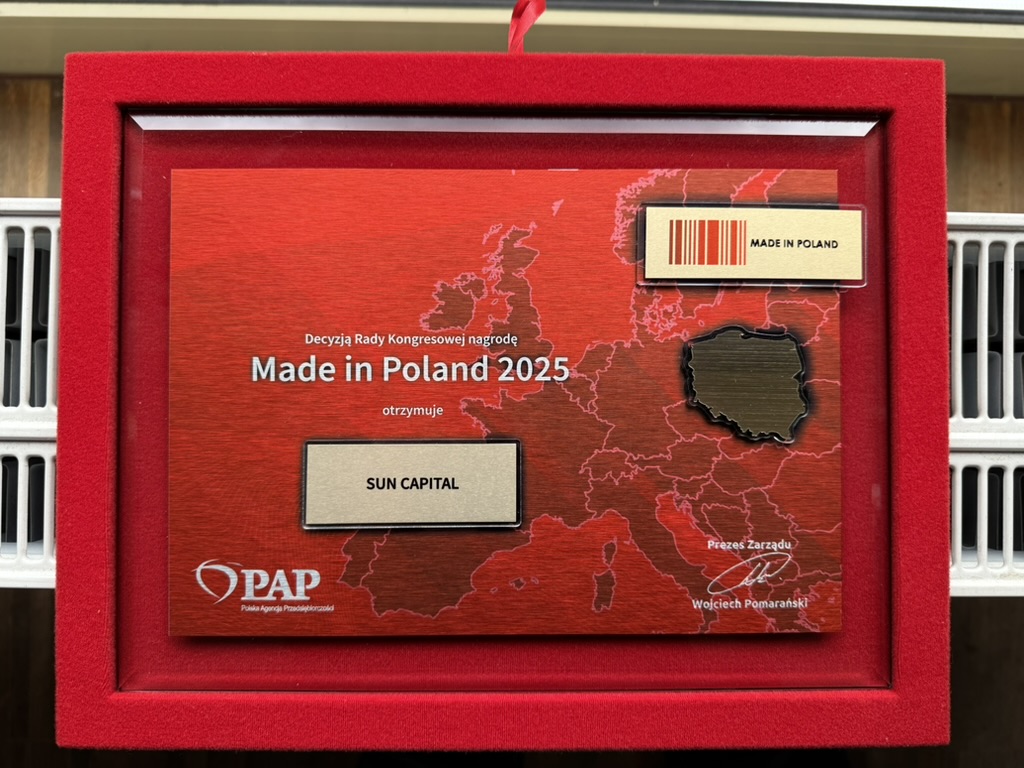 MADE IN POLAND
Decyzją Rady Kongresowej nagrodę
Made in Poland 2025
otrzymuje
SUN CAPITAL
PAP
Polska Agencja Przedsiębiorczości
Prezes Zarządu
Wojciech Pomarański